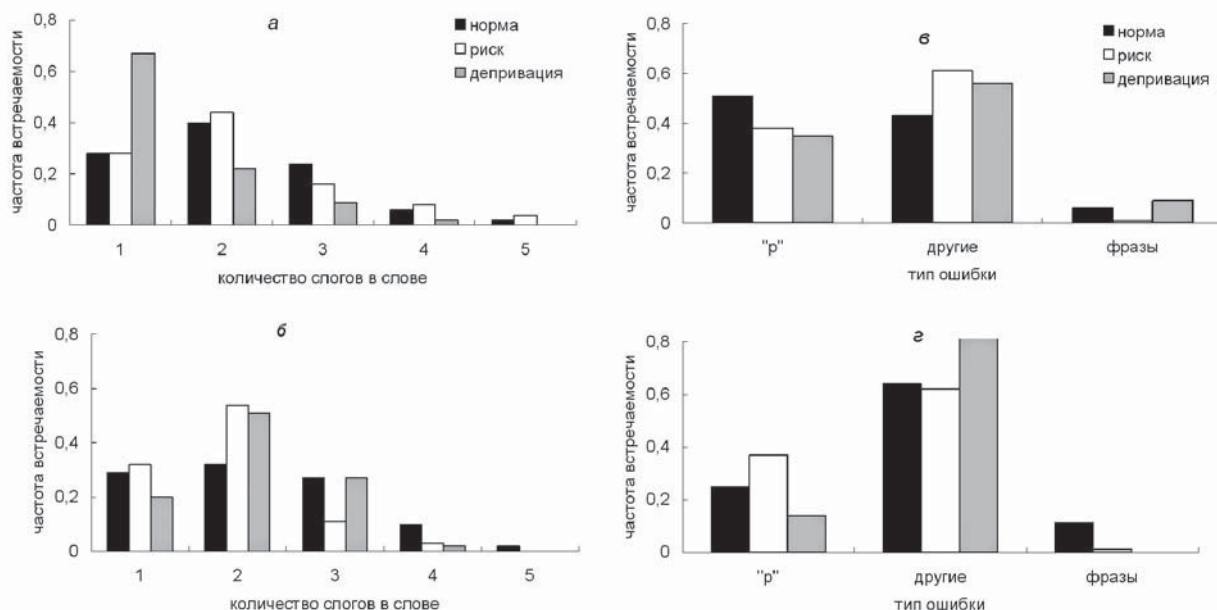 а
0,8
0,6
0,4
0,2
0
частота встречаемости
норма
риск
депривация
1 2 3 4 5
количество слогов в слове
в
0,8
0,6
0,4
0,2
0
частота встречаемости
норма
риск
депривация
"р" другие фразы
тип ошибки
б
0,8
0,6
0,4
0,2
0
частота встречаемости
1 2 3 4 5
количество слогов в слове
г
0,8
0,6
0,4
0,2
0
частота встречаемости
"р" другие фразы
тип ошибки